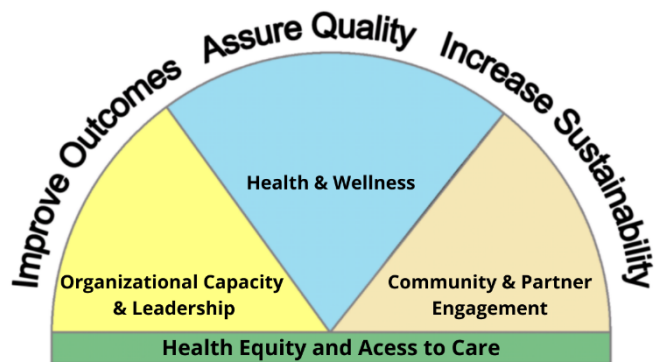 Improve Outcomes
Assure Quality
Increase Sustainability
Health & Wellness
Organizational Capacity
& Leadership
Community & Partner
Engagement
Health Equity and Acess to Care